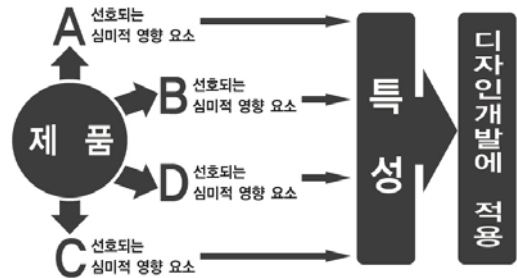 A 선호되는
심미적 영향 요소
B 선호되는
심미적 영향 요소
제 품
D 선호되는
심미적 영향 요소
C 선호되는
심미적 영향 요소
특성
디자인개발에 적용